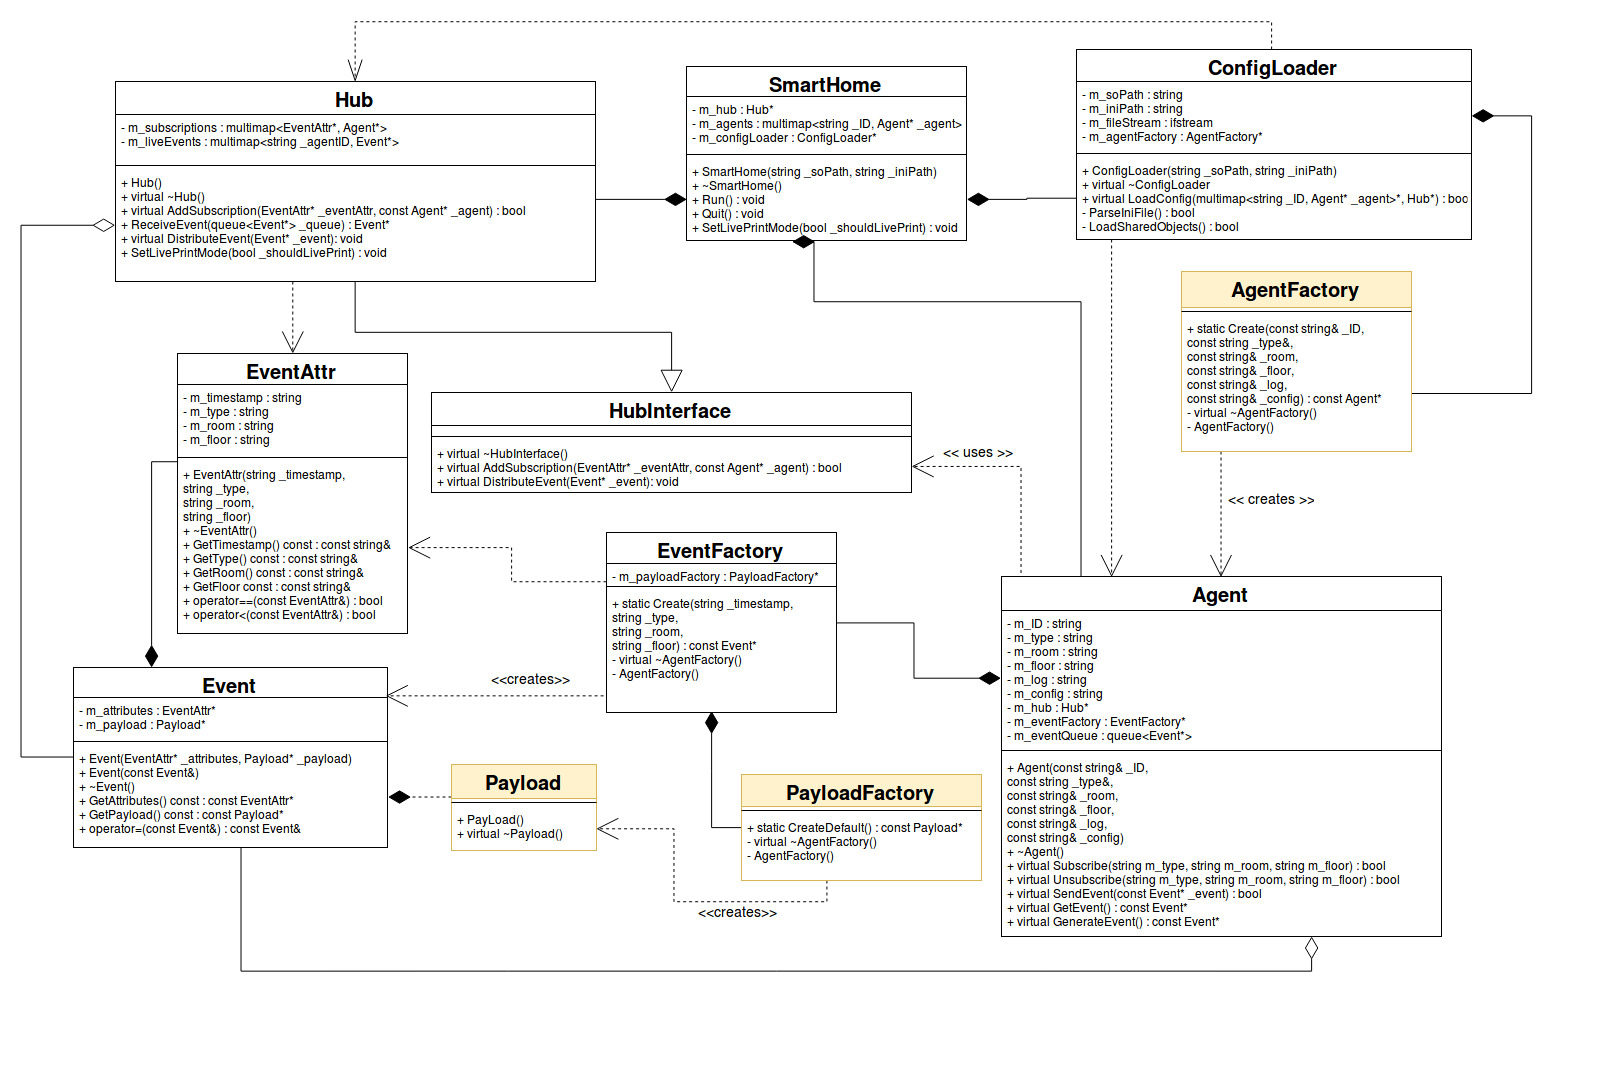 Hub
- m_subscriptions : multimap<EventAttr*, Agent*>
- m_liveEvents : multimap<string _agentID, Event*>
+ Hub()
+ virtual ~Hub()
+ virtual AddSubscription(EventAttr* _eventAttr, const Agent* _agent) : bool
+ ReceiveEvent(queue<Event*> _queue) : Event*
+ virtual DistributeEvent(Event* _event): void
+ SetLivePrintMode(bool _shouldLivePrint) : void
SmartHome
- m_hub : Hub*
- m_agents : multimap<string _ID, Agent* _agent>
- m_configLoader : ConfigLoader*
+ SmartHome(string _soPath, string _iniPath)
+ ~SmartHome()
+ Run() : void
+ Quit() : void
+ SetLivePrintMode(bool _shouldLivePrint) : void
ConfigLoader
- m_soPath : string
- m_iniPath : string
- m_fileStream : ifstream
- m_agentFactory : AgentFactory*
+ ConfigLoader(string _soPath, string _iniPath)
+ virtual ~ConfigLoader
+ virtual LoadConfig(multimap<string _ID, Agent* _agent>*, Hub*) : boo
- ParseIniFile() : bool
- LoadSharedObjects() : bool
AgentFactory
+ static Create(const string& _ID,
const string _type&,
const string& _room,
const string& _floor,
const string& _log,
const string& _config) : const Agent*
- virtual ~AgentFactory()
- AgentFactory()
<< creates >>
EventAttr
- m_timestamp : string
- m_type : string
- m_room : string
- m_floor : string
+ EventAttr(string _timestamp,
string _type,
string _room,
string _floor)
+ ~EventAttr()
+ GetTimestamp() const : const string&
+ GetType() const : const string&
+ GetRoom() const : const string&
+ GetFloor const : const string&
+ operator==(const EventAttr&) : bool
+ operator<(const EventAttr&) : bool
HubInterface
+ virtual ~HubInterface()
+ virtual AddSubscription(EventAttr* _eventAttr, const Agent* _agent) : bool
+ virtual DistributeEvent(Event* _event): void
<< uses >>
EventFactory
- m_payloadFactory : PayloadFactory*
+ static Create(string _timestamp,
string _type,
string _room,
string _floor) : const Event*
- virtual ~AgentFactory()
- AgentFactory()
<<creates>>
Agent
- m_ID : string
- m_type : string
- m_room : string
- m_floor : string
- m_log : string
- m_config : string
- m_hub : Hub*
- m_eventFactory : EventFactory*
- m_eventQueue : queue<Event*>
+ Agent(const string& _ID,
const string _type&,
const string& _room,
const string& _floor,
const string& _log,
const string& _config)
+ ~Agent()
+ virtual Subscribe(string m_type, string m_room, string m_floor) : bool
+ virtual Unsubscribe(string m_type, string m_room, string m_floor) : bool
+ virtual SendEvent(const Event* _event) : bool
+ virtual GetEvent() : const Event*
+ virtual GenerateEvent() : const Event*
Event
- m_attributes : EventAttr*
- m_payload : Payload*
+ Event(EventAttr* _attributes, Payload* _payload)
+ Event(const Event&)
+ ~Event()
+ GetAttributes() const : const EventAttr*
+ GetPayload() const : const Payload*
+ operator=(const Event&) : const Event&
Payload
+ PayLoad()
+ virtual ~Payload()
PayloadFactory
+ static CreateDefault() : const Payload*
- virtual ~AgentFactory()
- AgentFactory()
<<creates>>